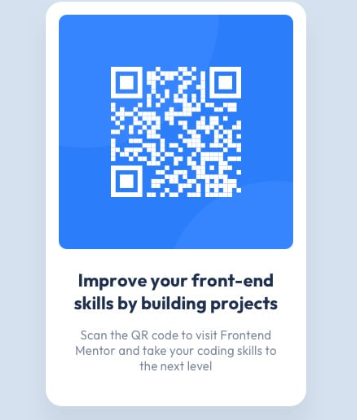 Improve your front-end
skills by building projects
Scan the QR code to visit Frontend
Mentor and take your coding skills to
the next level